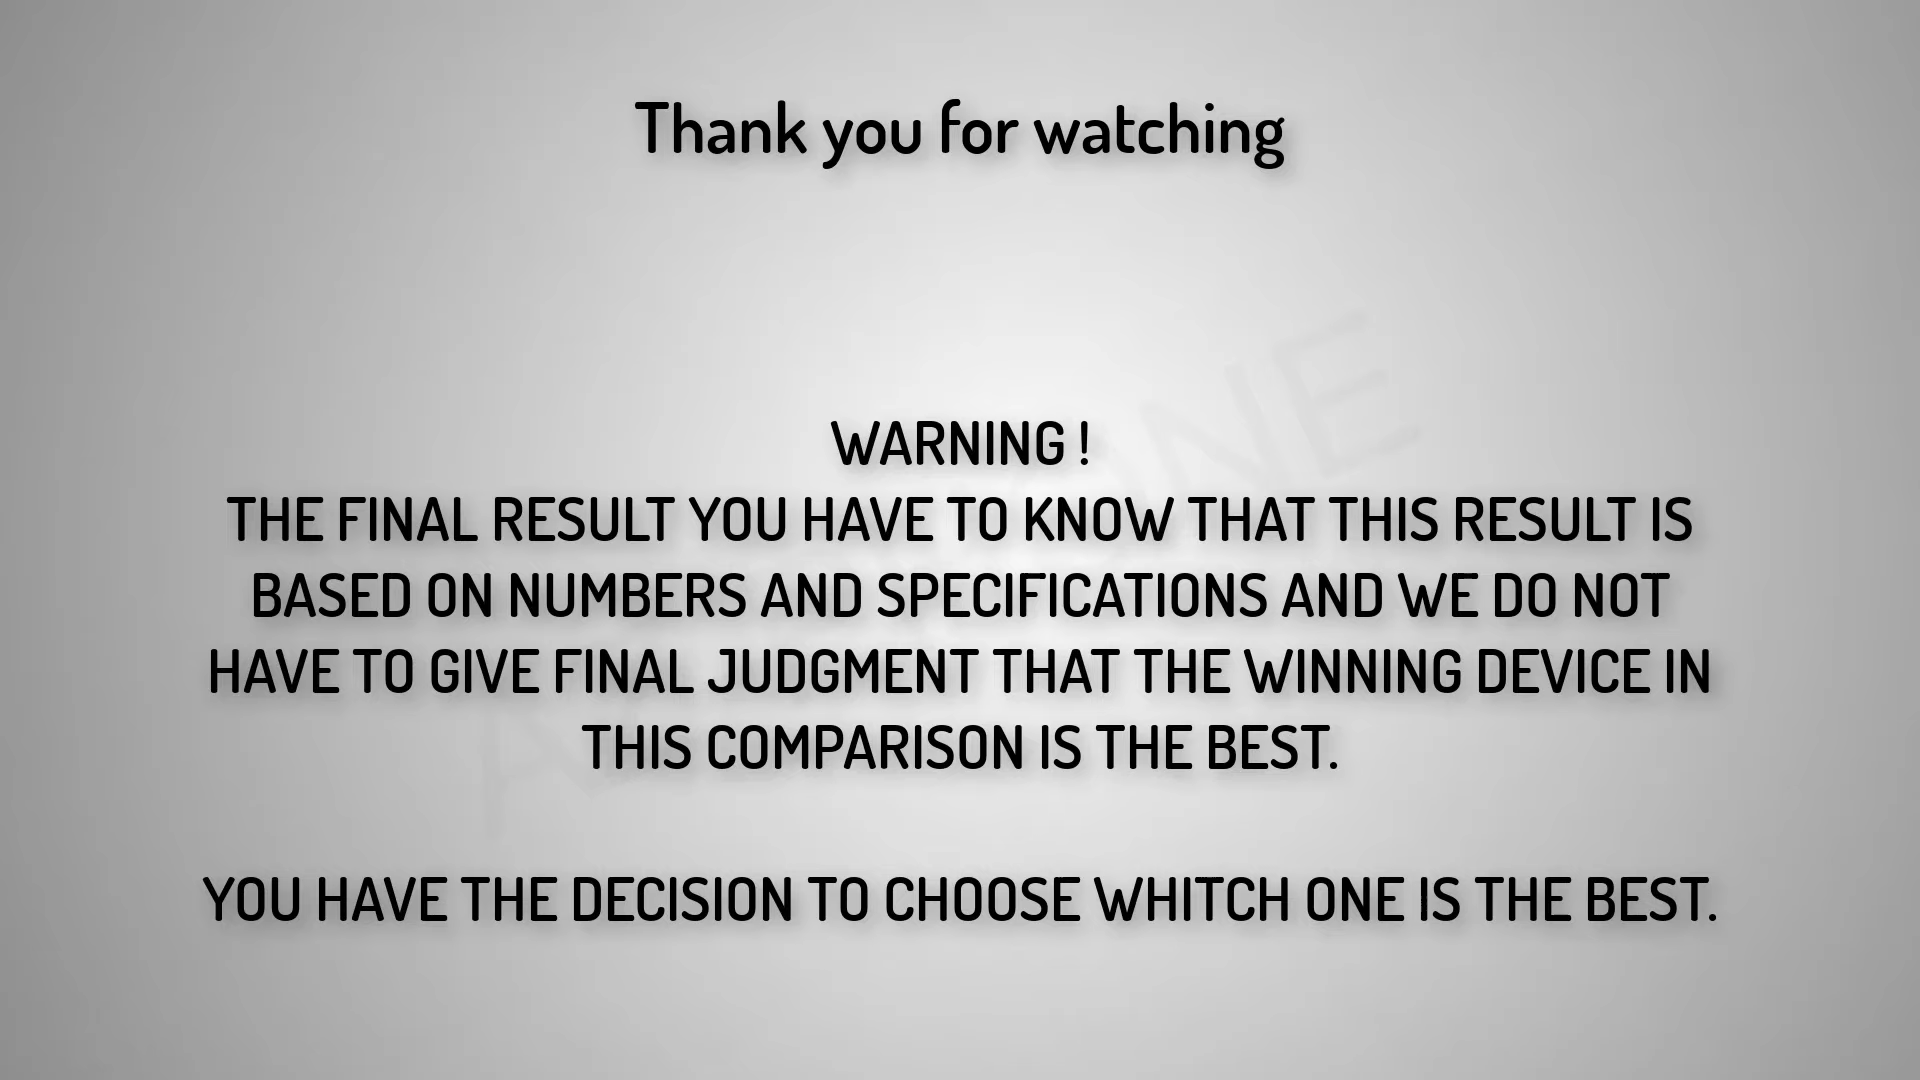 Thank you for watching
WARNING !
THE FINAL RESULT YOU HAVE TO KNOW THAT THIS RESULT IS
BASED ON NUMBERS AND SPECIFICATIONS AND WE DO NOT
HAVE TO GIVE FINAL JUDGMENT THAT THE WINNING DEVICE IN
THIS COMPARISON IS THE BEST.
YOU HAVE THE DECISION TO CHOOSE WHITCH ONE IS THE BEST.